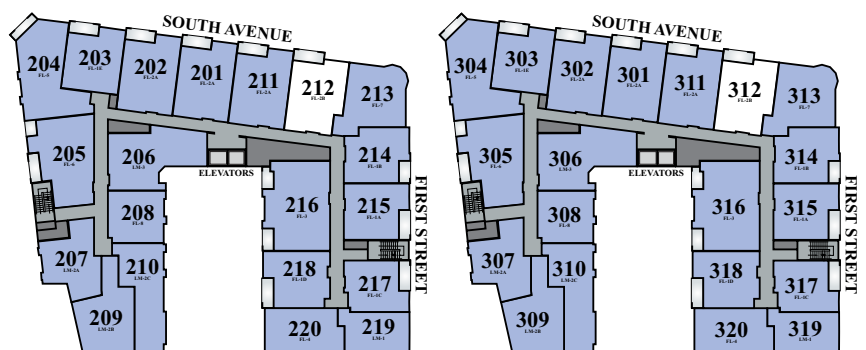 SOUTH AVENUE
204
FL-5
203
FL-1E
202
FL-2A
201
FL-2A
211
FL-2A
212
FL-2B
213
FL-7
205
FL-6
206
LM-3
ELEVATORS
214
FL-1B
216
FL-3
215
FL-1A
208
FL-8
FIRST STREET
207
LM-2A
210
LM-2C
218
FL-1D
217
FL-1C
209
LM-2B
220
FL-4
219
LM-1
SOUTH AVENUE
304
FL-5
303
FL-1E
302
FL-2A
301
FL-2A
311
FL-2A
312
FL-2B
313
FL-7
305
FL-6
306
LM-3
ELEVATORS
314
FL-1B
316
FL-3
315
FL-1A
308
FL-8
FIRST STREET
307
LM-2A
310
LM-2C
318
FL-1D
317
FL-1C
309
LM-2B
320
FL-4
319
LM-1